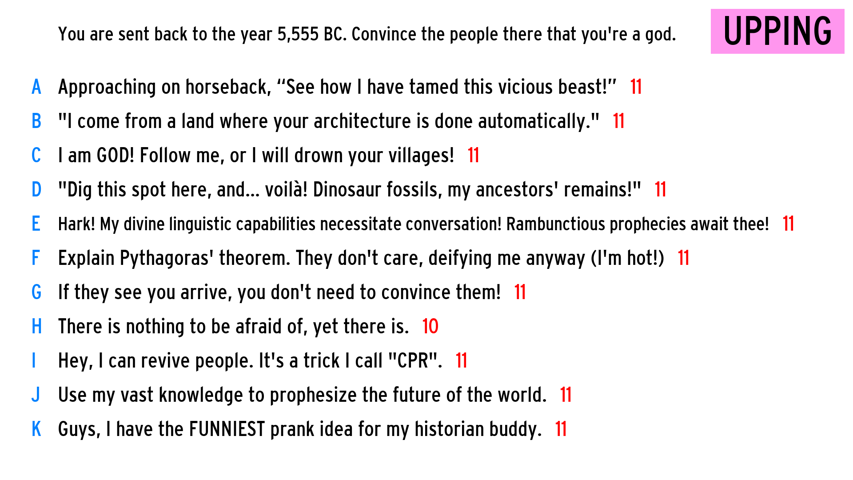 You are sent back to the year 5,555 BC. Convince the people there that you're a god.
UPPING
A Approaching on horseback, “See how I have tamed this vicious beast!” 11
B "I come from a land where your architecture is done automatically." 11
C I am GOD! Follow me, or I will drown your villages! 11
D "Dig this spot here, and... voilà! Dinosaur fossils, my ancestors' remains!" 11
E Hark! My divine linguistic capabilities necessitate conversation! Rambunctious prophecies await thee! 11
F Explain Pythagoras' theorem. They don't care, deifying me anyway (I'm hot!) 11
G If they see you arrive, you don't need to convince them! 11
H There is nothing to be afraid of, yet there is. 10
I Hey, I can revive people. It's a trick I call "CPR". 11
J Use my vast knowledge to prophesize the future of the world. 11
K Guys, I have the FUNNIEST prank idea for my historian buddy. 11